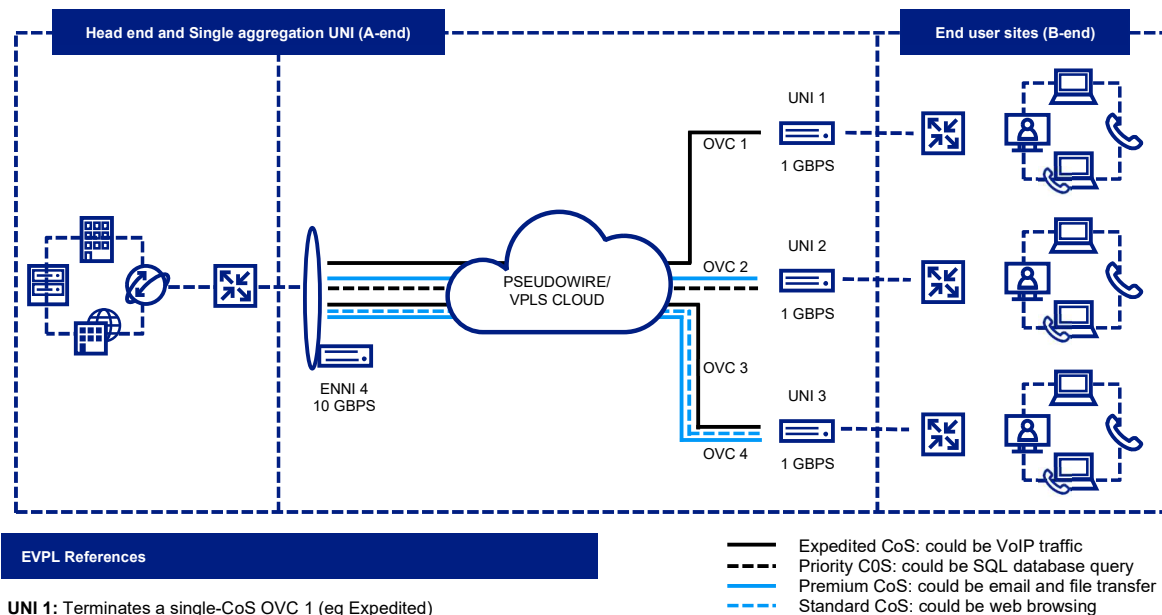 Head end and Single aggregation UNI (A-end)
End user sites (B-end)
UNI 1
OVC 1
1 GBPS
UNI 2
OVC 2
PSEUDOWIRE/
VPLS CLOUD
1 GBPS
OVC 3
ENNI 4
10 GBPS
UNI 3
OVC 4
1 GBPS
EVPL References
Expedited CoS: could be VoIP traffic
Priority C0S: could be SQL database query
Premium CoS: could be email and file transfer
Standard CoS: could be web browsing
UNI 1: Terminates a single-CoS OVC 1 (eg Expedited)